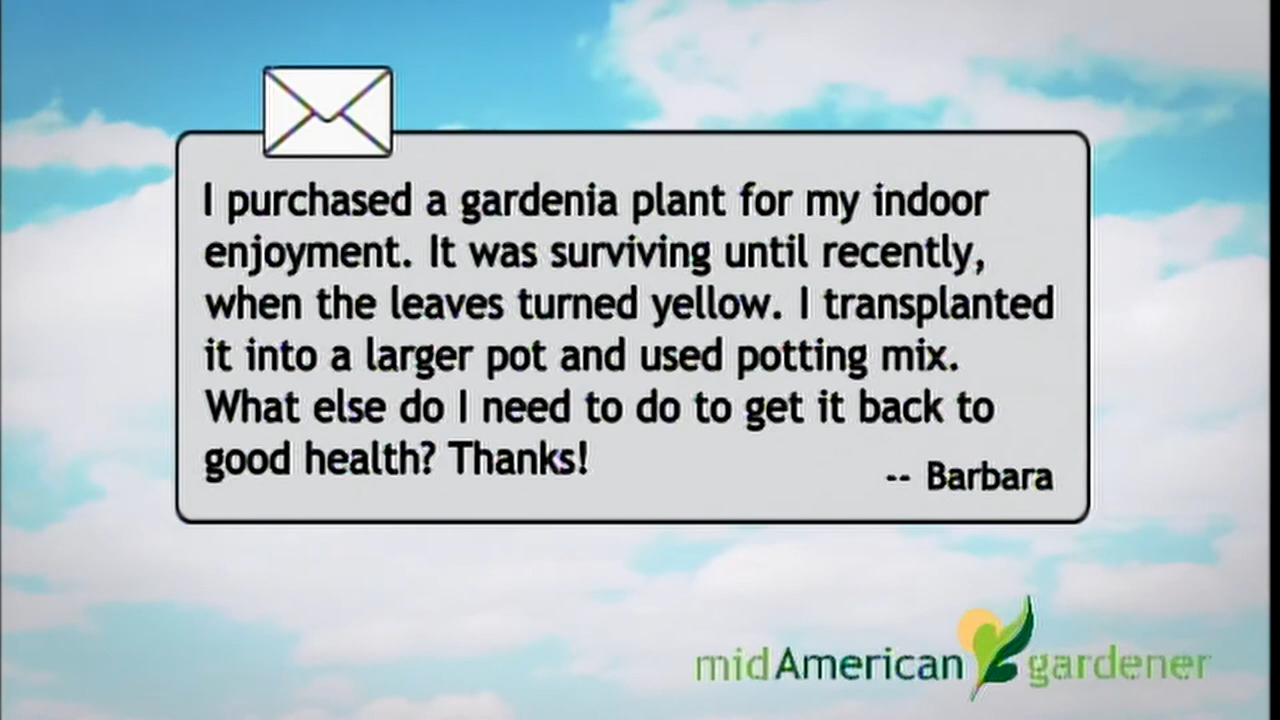 I purchased a gardenia plant for my indoor
enjoyment. It was surviving until recently,
when the leaves turned yellow. I transplanted
it into a larger pot and used potting mix.
What else do I need to do to get it back to
good health? Thanks!
-- Barbara
midAmerican gardener